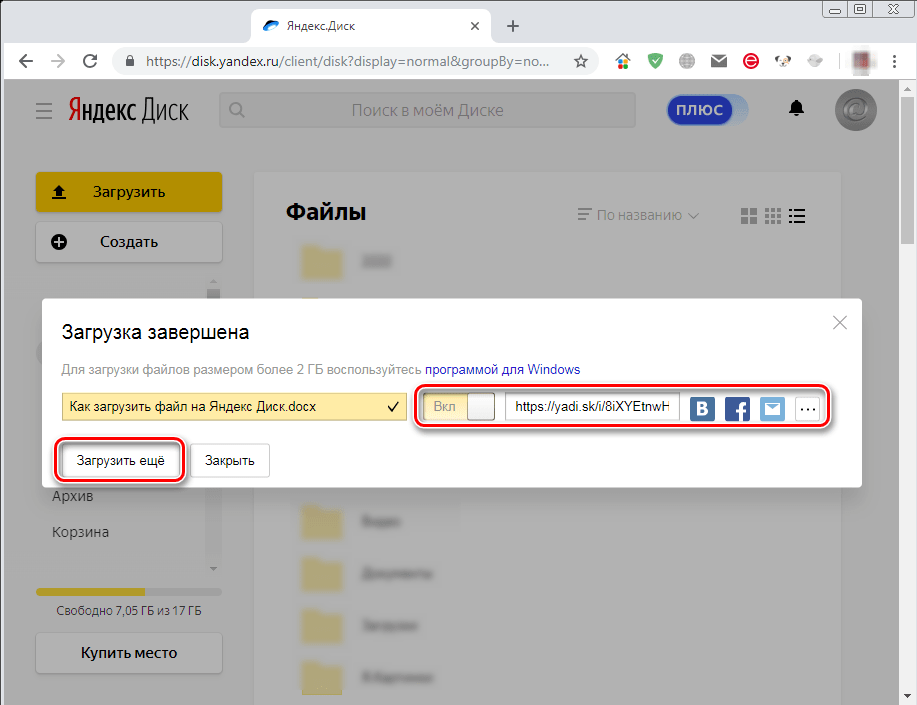 Яндекс.Диск
https://disk.yandex.ru/client/disk?display=normal&groupBy=no...
Яндекс Диск
Поиск в моём Диске
ПЛЮС
Загрузить
Создать
Файлы
По названию
Загрузка завершена
Для загрузки файлов размером более 2 ГБ воспользуйтесь программой для Windows
Как загрузить файл на Яндекс Диск.docx
Вкл
https://yadi.sk/i/8iXYEtnwH
Загрузить ещё
Закрыть
Архив
Корзина
Видео
Документы
Загрузки
Свободно 7,05 ГБ из 17 ГБ
Купить место